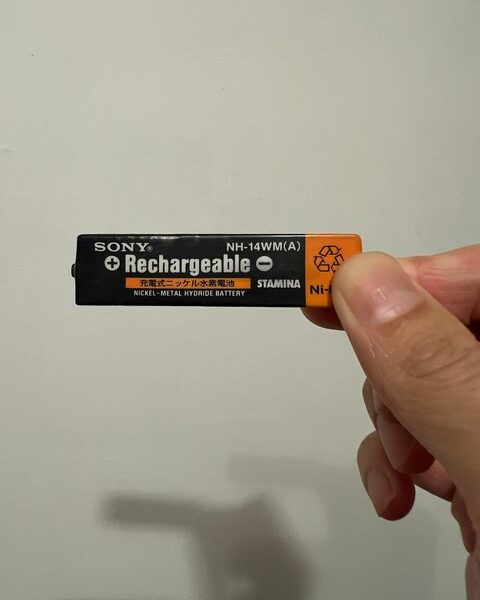 SONY®
NH-14WM(A)
Rechargeable
充電式ニッケル水素電池
STAMINA
NICKEL-METAL HYDRIDE BATTERY